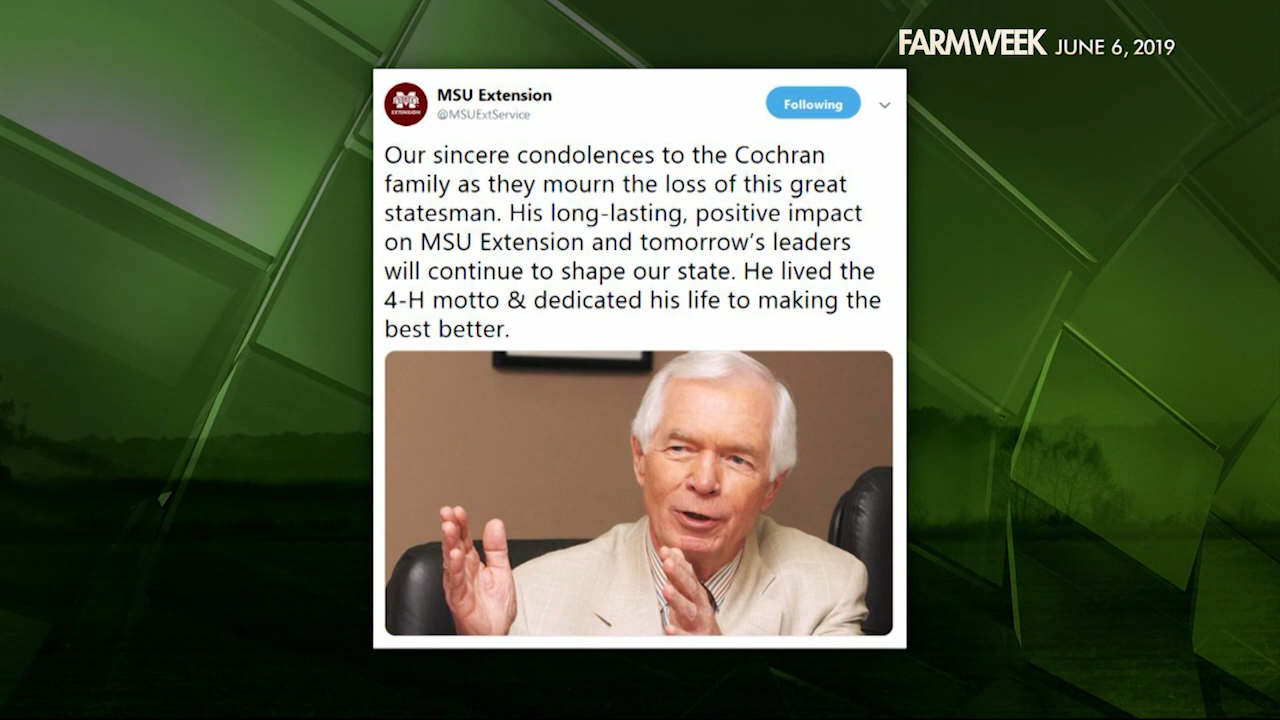 FARMWEEK JUNE 6, 2019
MSU Extension
@MSUExtService
Following
EXTENSION
Our sincere condolences to the Cochran
family as they mourn the loss of this great
statesman. His long-lasting, positive impact
on MSU Extension and tomorrow's leaders
will continue to shape our state. He lived the
4-H motto & dedicated his life to making the
best better.